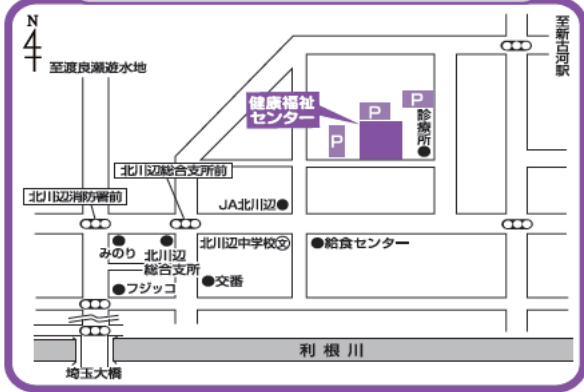 N
至新古河駅
至渡良瀬遊水地
P
P
健康福祉
センター
P
診療所
北川辺総合支所前
北川辺消防署前
JA北川辺
みのり
北川辺
総合支所
北川辺中学校文
給食センター
フジッコ
交番
利根川
埼玉大橋